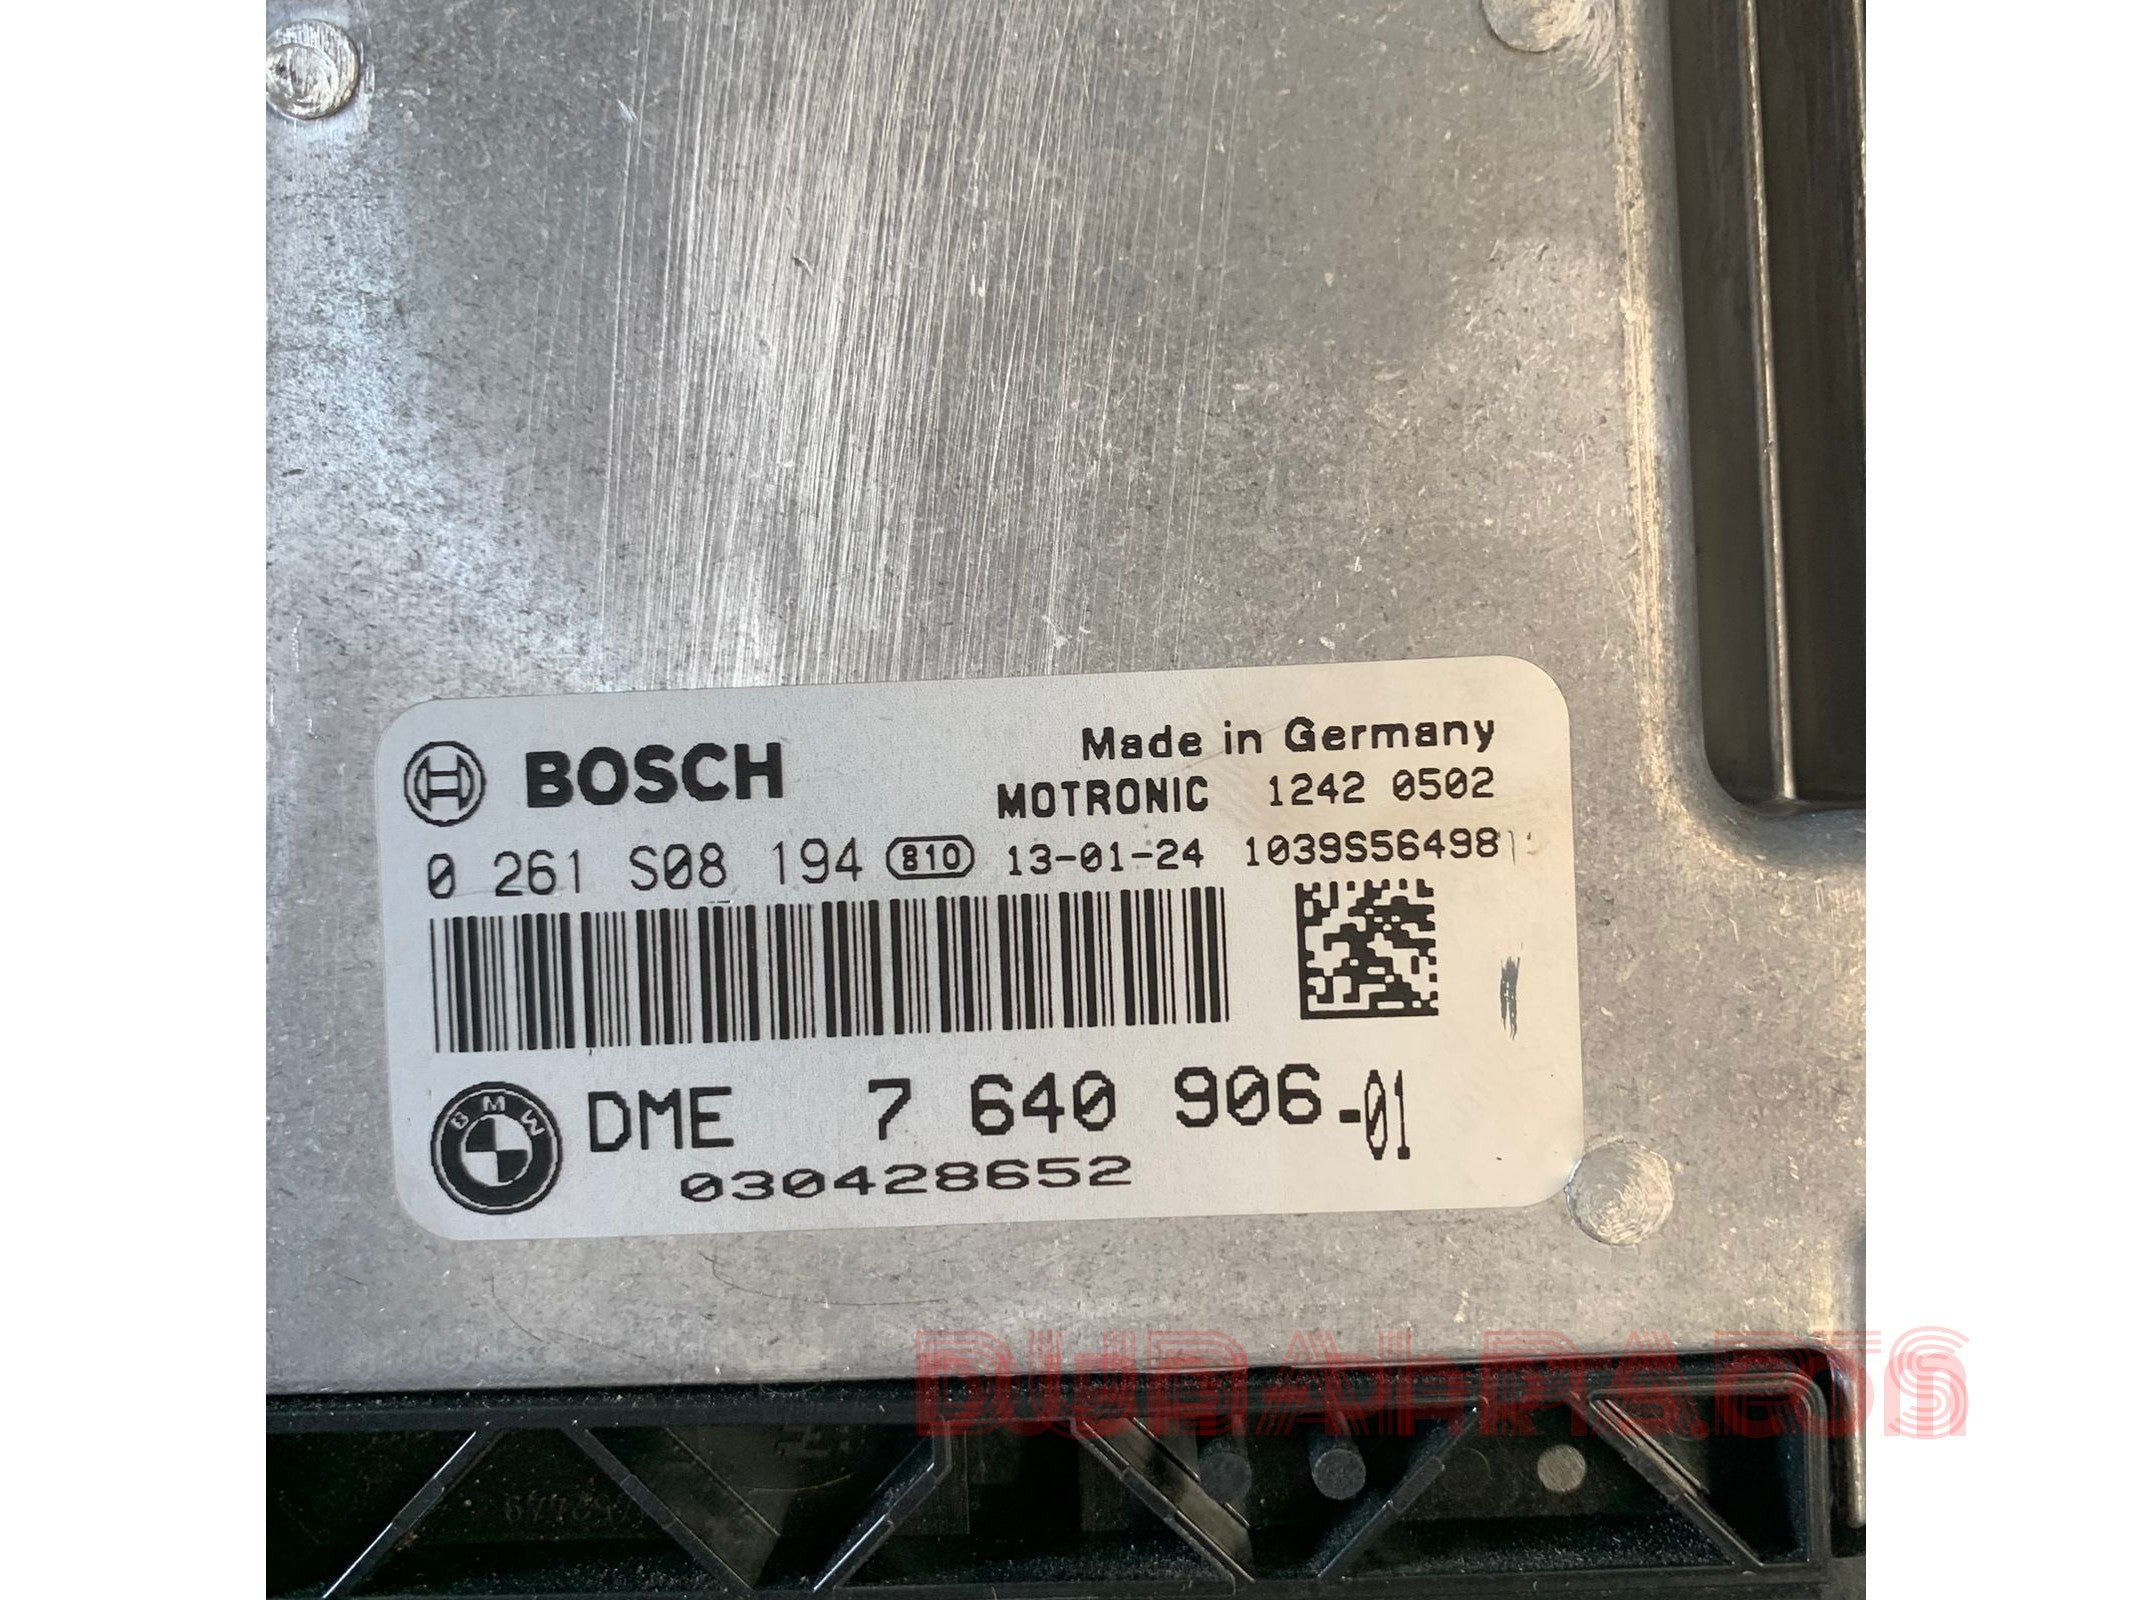 BOSCH
Made in Germany
MOTRONIC 1242 0502
0 261 S08 194 810 13-01-24 1039S56498
BMW
DME 7 640 906-01
030428652